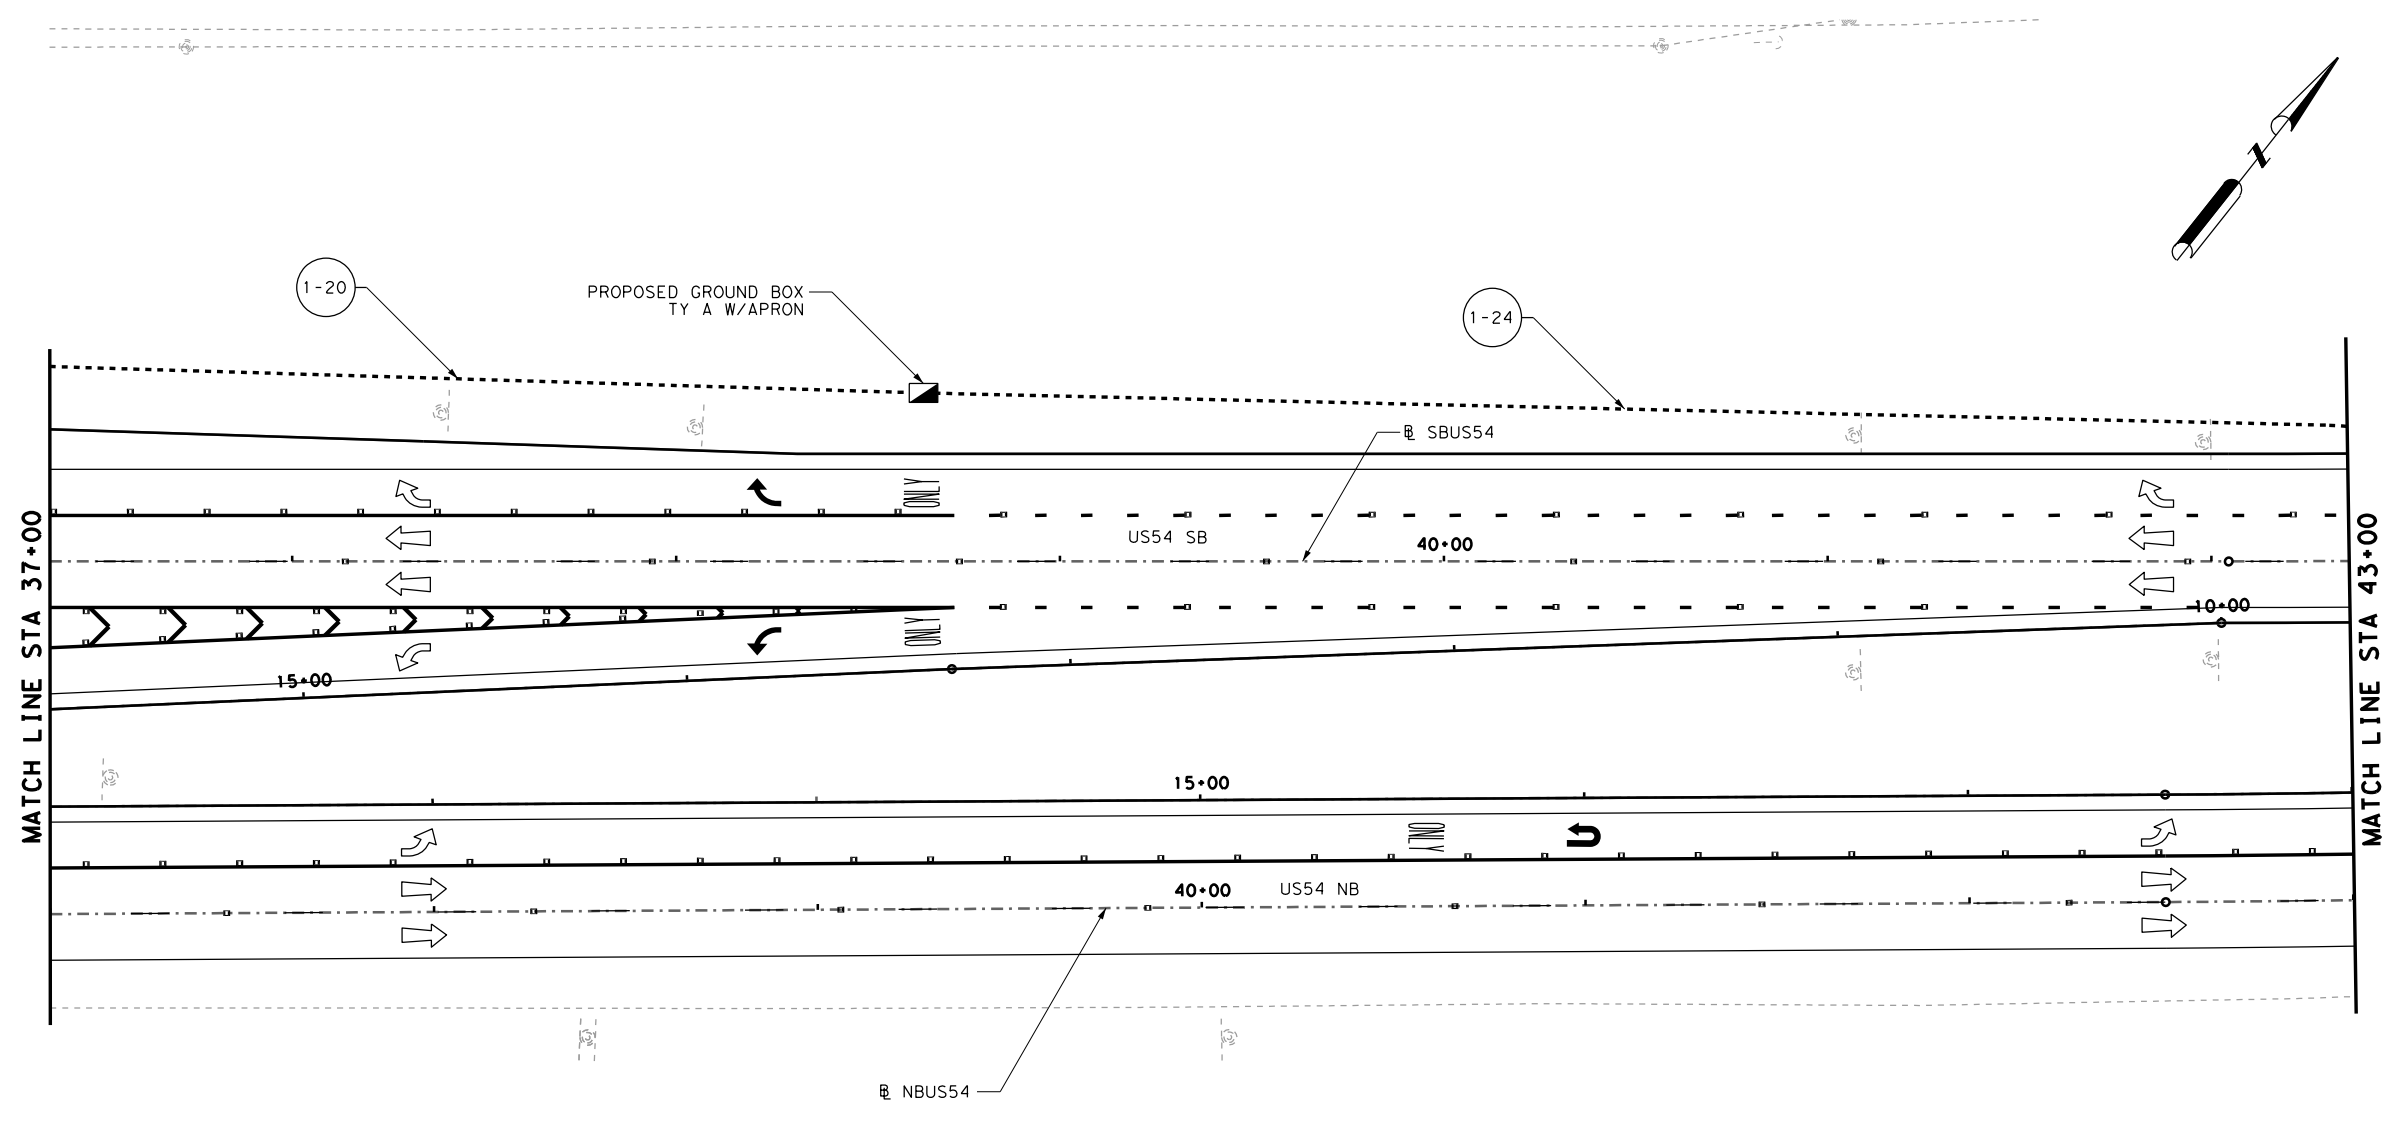 N
1-20
PROPOSED GROUND BOX
TY A W/APRON
1-24
℄ SBUS54
ONLY
US54 SB
40+00
10+00
ONLY
15+00
MATCH LINE STA 37+00
MATCH LINE STA 43+00
15+00
ONLY
40+00
US54 NB
℄ NBUS54